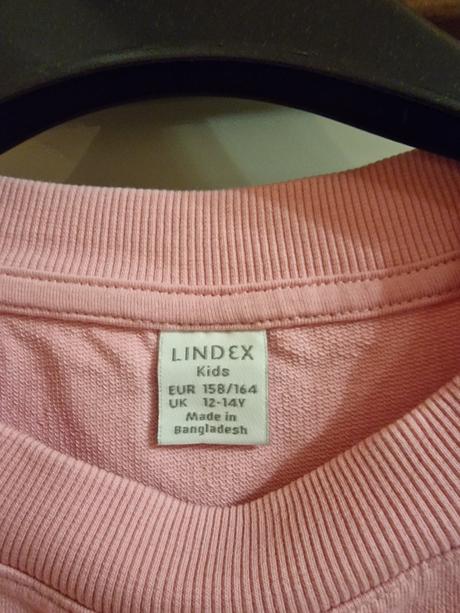 LINDEX
Kids
EUR 158/164
UK 12-14Y
Made in
Bangladesh